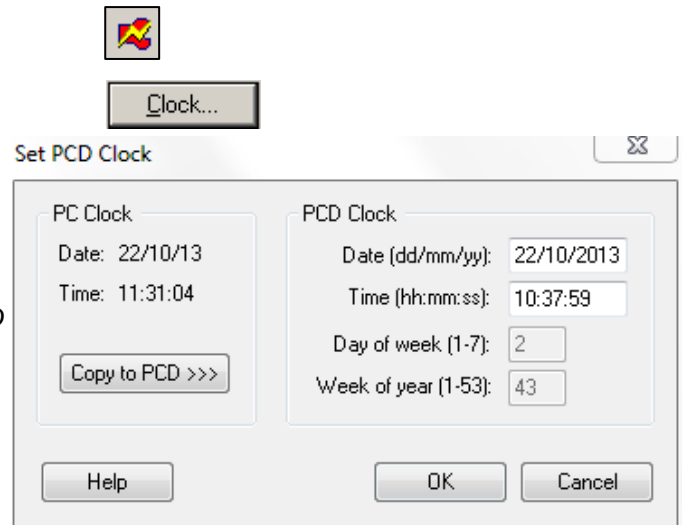 Clock...
Set PCD Clock
PC Clock
Date: 22/10/13
Time: 11:31:04
Copy to PCD >>>
PCD Clock
Date (dd/mm/yy): 22/10/2013
Time (hh:mm:ss): 10:37:59
Day of week (1-7): 2
Week of year (1-53): 43
Help
OK
Cancel